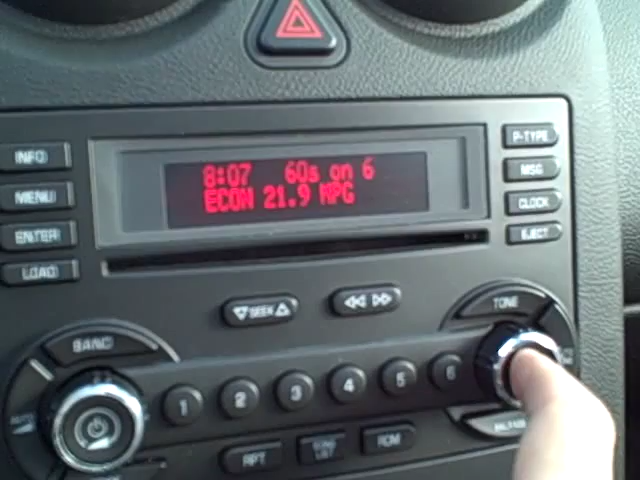 INFO
P-TYPE
8:07 60s on 6
MENU
MSG
ECON 21.9 MPG
ENTER
CLOCK
LOAD
EJECT
SEEK
TONE
BAND
1 2 3 4 5 6
RPT
RDM